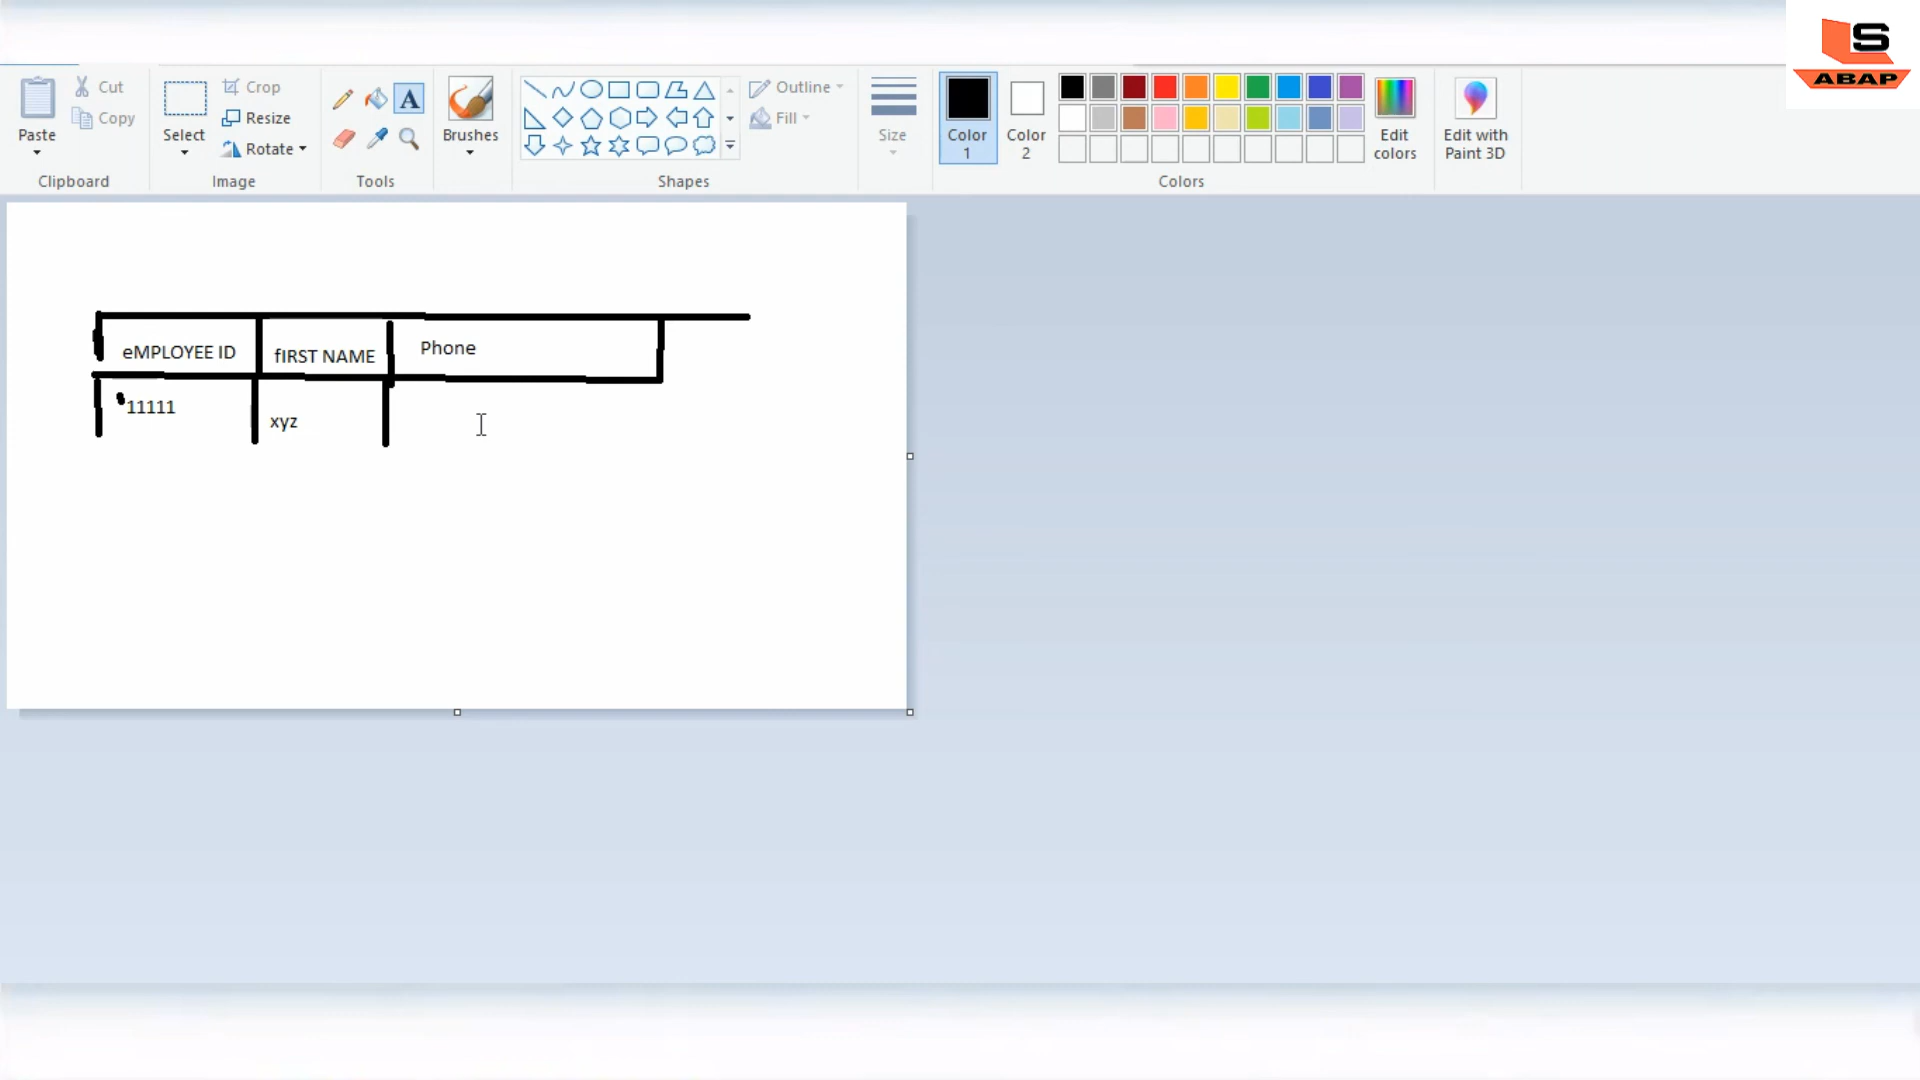 S
ABAP
Paste
Cut
Copy
Clipboard
Select
Crop
Resize
Rotate
Image
A
Tools
Brushes
Shapes
Outline
Fill
Size
Color
1
Color
2
Colors
Edit
colors
Edit with
Paint 3D
eMPLOYEE ID
fIRST NAME
Phone
11111
xyz